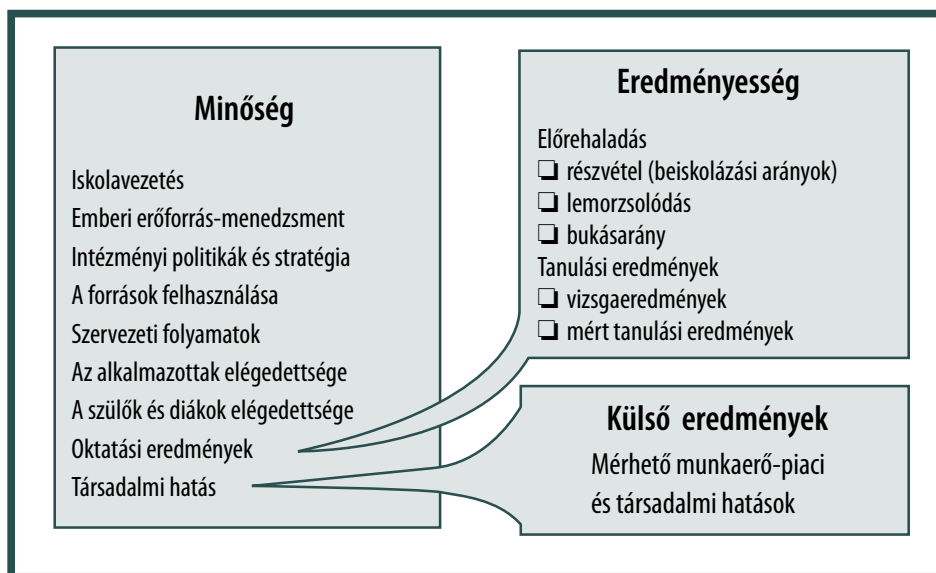 Minőség
Iskolavezetés
Emberi erőforrás-menedzsment
Intézményi politikák és stratégia
A források felhasználása
Szervezeti folyamatok
Az alkalmazottak elégedettsége
A szülők és diákok elégedettsége
Oktatási eredmények
Társadalmi hatás
Eredményesség
Előrehaladás
❏ részvétel (beiskolázási arányok)
❏ lemorzsolódás
❏ bukásarány
Tanulási eredmények
❏ vizsgaeredmények
❏ mért tanulási eredmények
Külső eredmények
Mérhető munkaerő-piaci
és társadalmi hatások